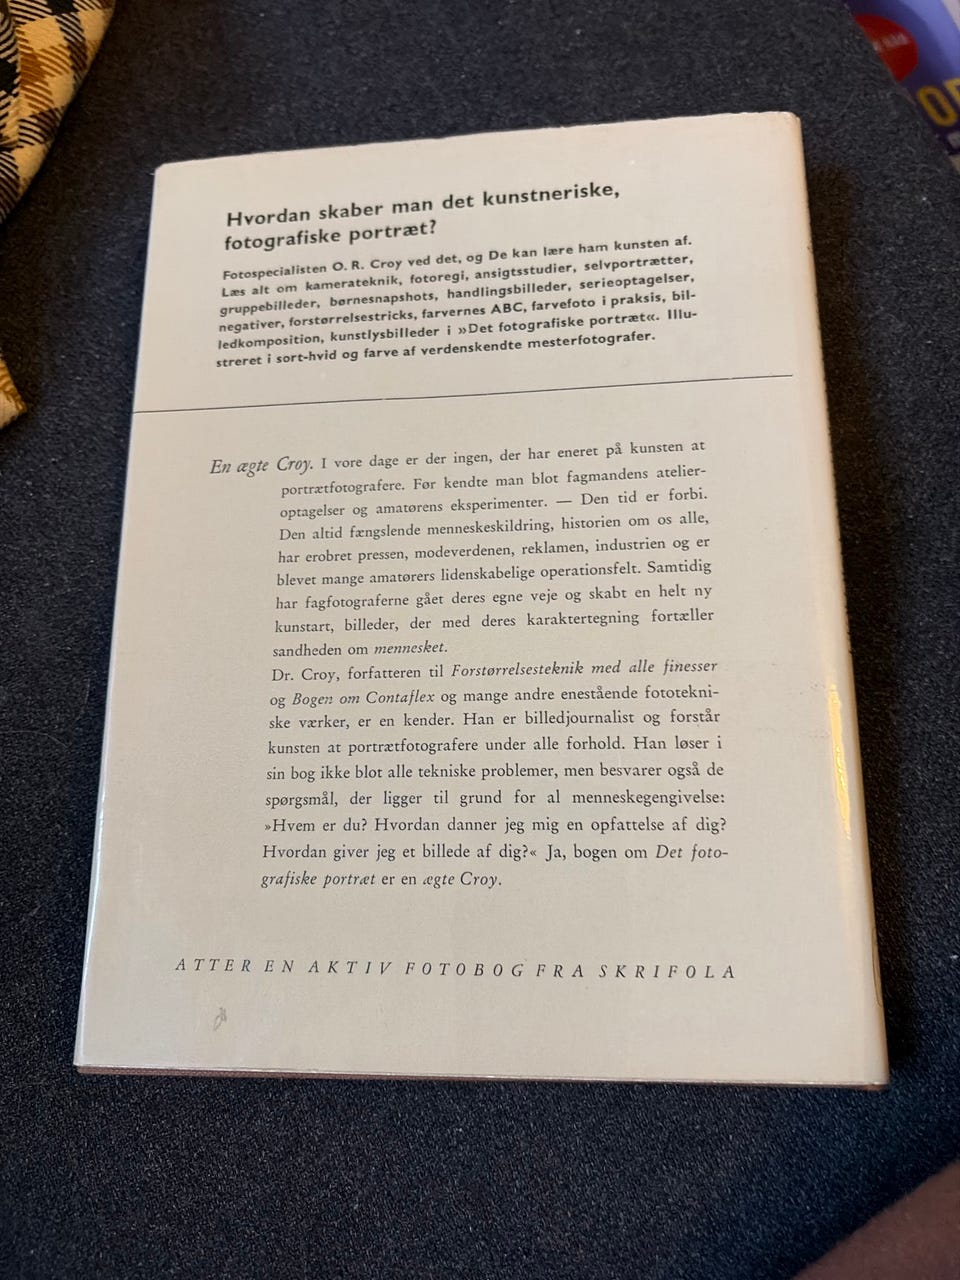 Hvordan skaber man det kunstneriske,
fotografiske portræt?
Fotospecialisten O. R. Croy ved det, og De kan lære ham kunsten af.
Læs alt om kamerateknik, fotoregi, ansigtsstudier, selvportrætter,
gruppebilleder, børnesnapshots, handlingsbilleder, serieoptagelser,
negativer, forstørrelsestricks, farvernes ABC, farvefoto i praksis, bil-
ledkomposition, kunstlysbilleder i »Det fotografiske portræt«. Illu-
streret i sort-hvid og farve af verdenskendte mesterfotografer.
En ægte Croy. I vore dage er der ingen, der har eneret på kunsten at
portrætfotografere. Før kendte man blot fagmandens atelier-
optagelser og amatørens eksperimenter. — Den tid er forbi.
Den altid fængslende menneskeskildring, historien om os alle,
har erobret pressen, modeverdenen, reklamen, industrien og er
blevet mange amatørers lidenskabelige operationsfelt. Samtidig
har fagfotograferne gået deres egne veje og skabt en helt ny
kunstart, billeder, der med deres karaktertegning fortæller
sandheden om mennesket.
Dr. Croy, forfatteren til Forstørrelsesteknik med alle finesser
og Bogen om Contaflex og mange andre enestående fototekni-
ske værker, er en kender. Han er billedjournalist og forstår
kunsten at portrætfotografere under alle forhold. Han løser i
sin bog ikke blot alle tekniske problemer, men besvarer også de
spørgsmål, der ligger til grund for al menneskegengivelse:
»Hvem er du? Hvordan danner jeg mig en opfattelse af dig?
Hvordan giver jeg et billede af dig?« Ja, bogen om Det foto-
grafiske portræt er en ægte Croy.
ATTER EN AKTIV FOTOBOG FRA SKRIFOLA